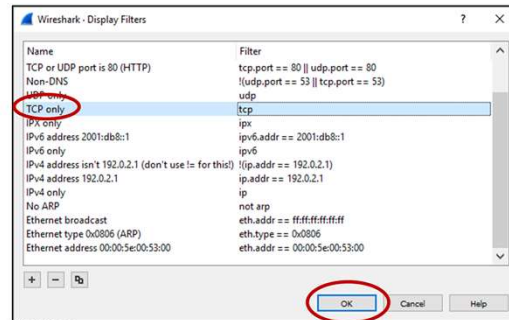 Wireshark - Display Filters
Name Filter
TCP or UDP port is 80 (HTTP) tcp.port == 80 || udp.port == 80
Non-DNS !(udp.port == 53 || tcp.port == 53)
UDP only udp
TCP only tcp
IPX only ipx
IPv6 address 2001:db8::1 ipv6.addr == 2001:db8::1
IPv6 only ipv6
IPv4 address isn't 192.0.2.1 (don't use != for this!) !(ip.addr == 192.0.2.1)
IPv4 address 192.0.2.1 ip.addr == 192.0.2.1
IPv4 only ip
No ARP not arp
Ethernet broadcast eth.addr == ff:ff:ff:ff:ff:ff
Ethernet type 0x0806 (ARP) eth.type == 0x0806
Ethernet address 00:00:5e:00:53:00 eth.addr == 00:00:5e:00:53:00
OK Cancel Help